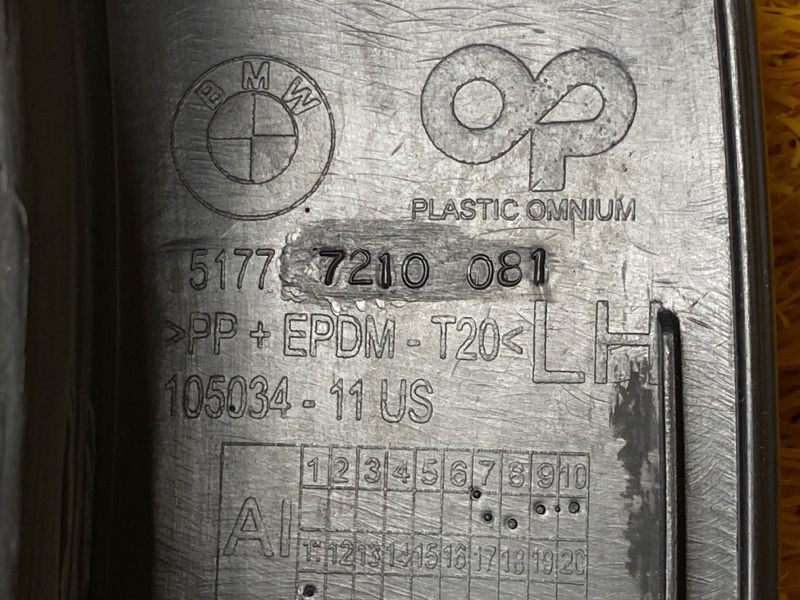 BMW
PLASTIC OMNIUM
5177 7210 081
>PP + EPDM - T20< LH
105034 - 11 US
AI
1 2 3 4 5 6 7 8 9 10
11 12 13 14 15 16 17 18 19 20